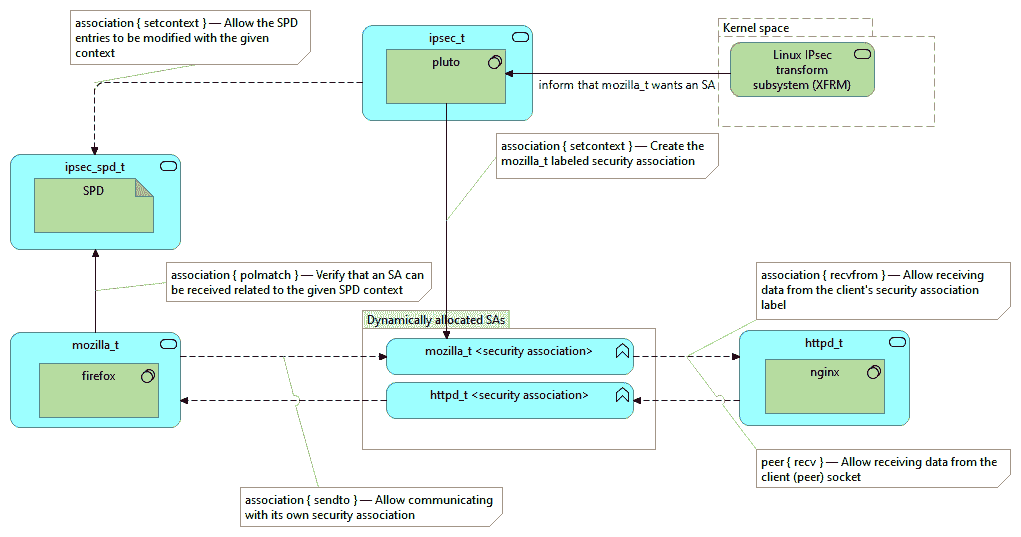 association { setcontext } — Allow the SPD
entries to be modified with the given
context
ipsec_t
pluto
Kernel space
Linux IPsec
transform
subsystem (XFRM)
inform that mozilla_t wants an SA
association { setcontext } — Create the
mozilla_t labeled security association
ipsec_spd_t
SPD
association { polmatch } — Verify that an SA can
be received related to the given SPD context
association { recvfrom } — Allow receiving
data from the client's security association
label
Dynamically allocated SAs
mozilla_t
firefox
mozilla_t <security association>
httpd_t <security association>
httpd_t
nginx
peer { recv } — Allow receiving data from the
client (peer) socket
association { sendto } — Allow communicating
with its own security association